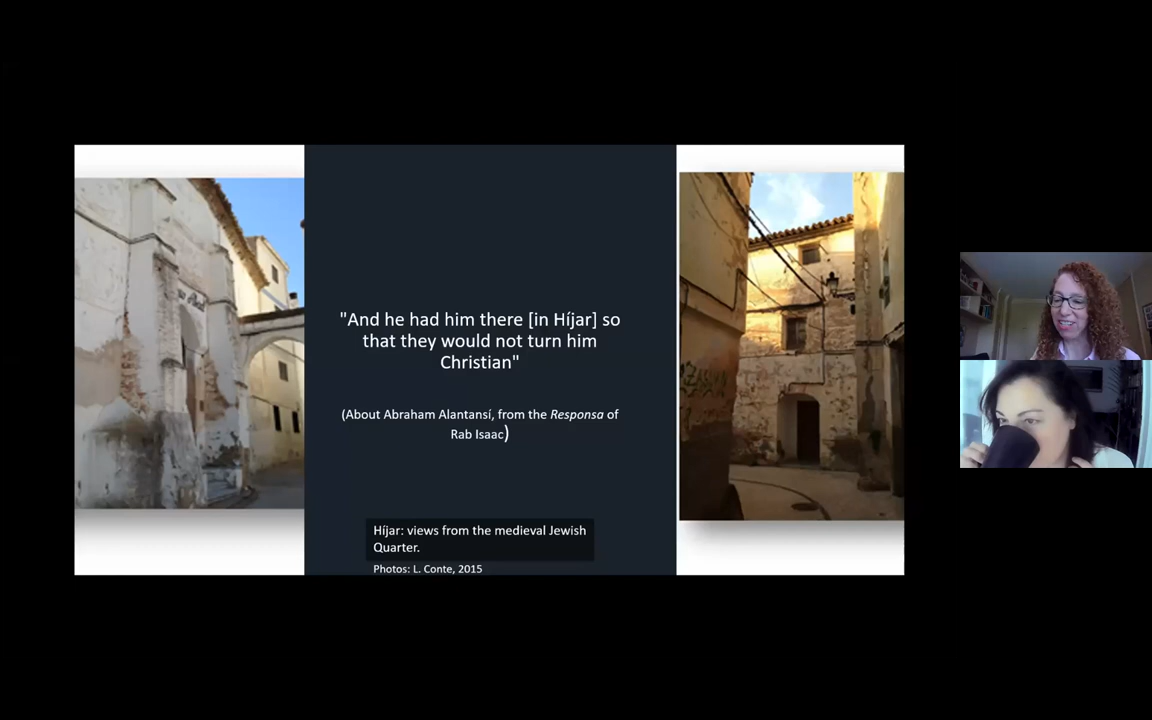 "And he had him there [in Híjar] so
that they would not turn him
Christian"
(About Abraham Alantansí, from the Responsa of
Rab Isaac)
Híjar: views from the medieval Jewish
Quarter.
Photos: L. Conte, 2015